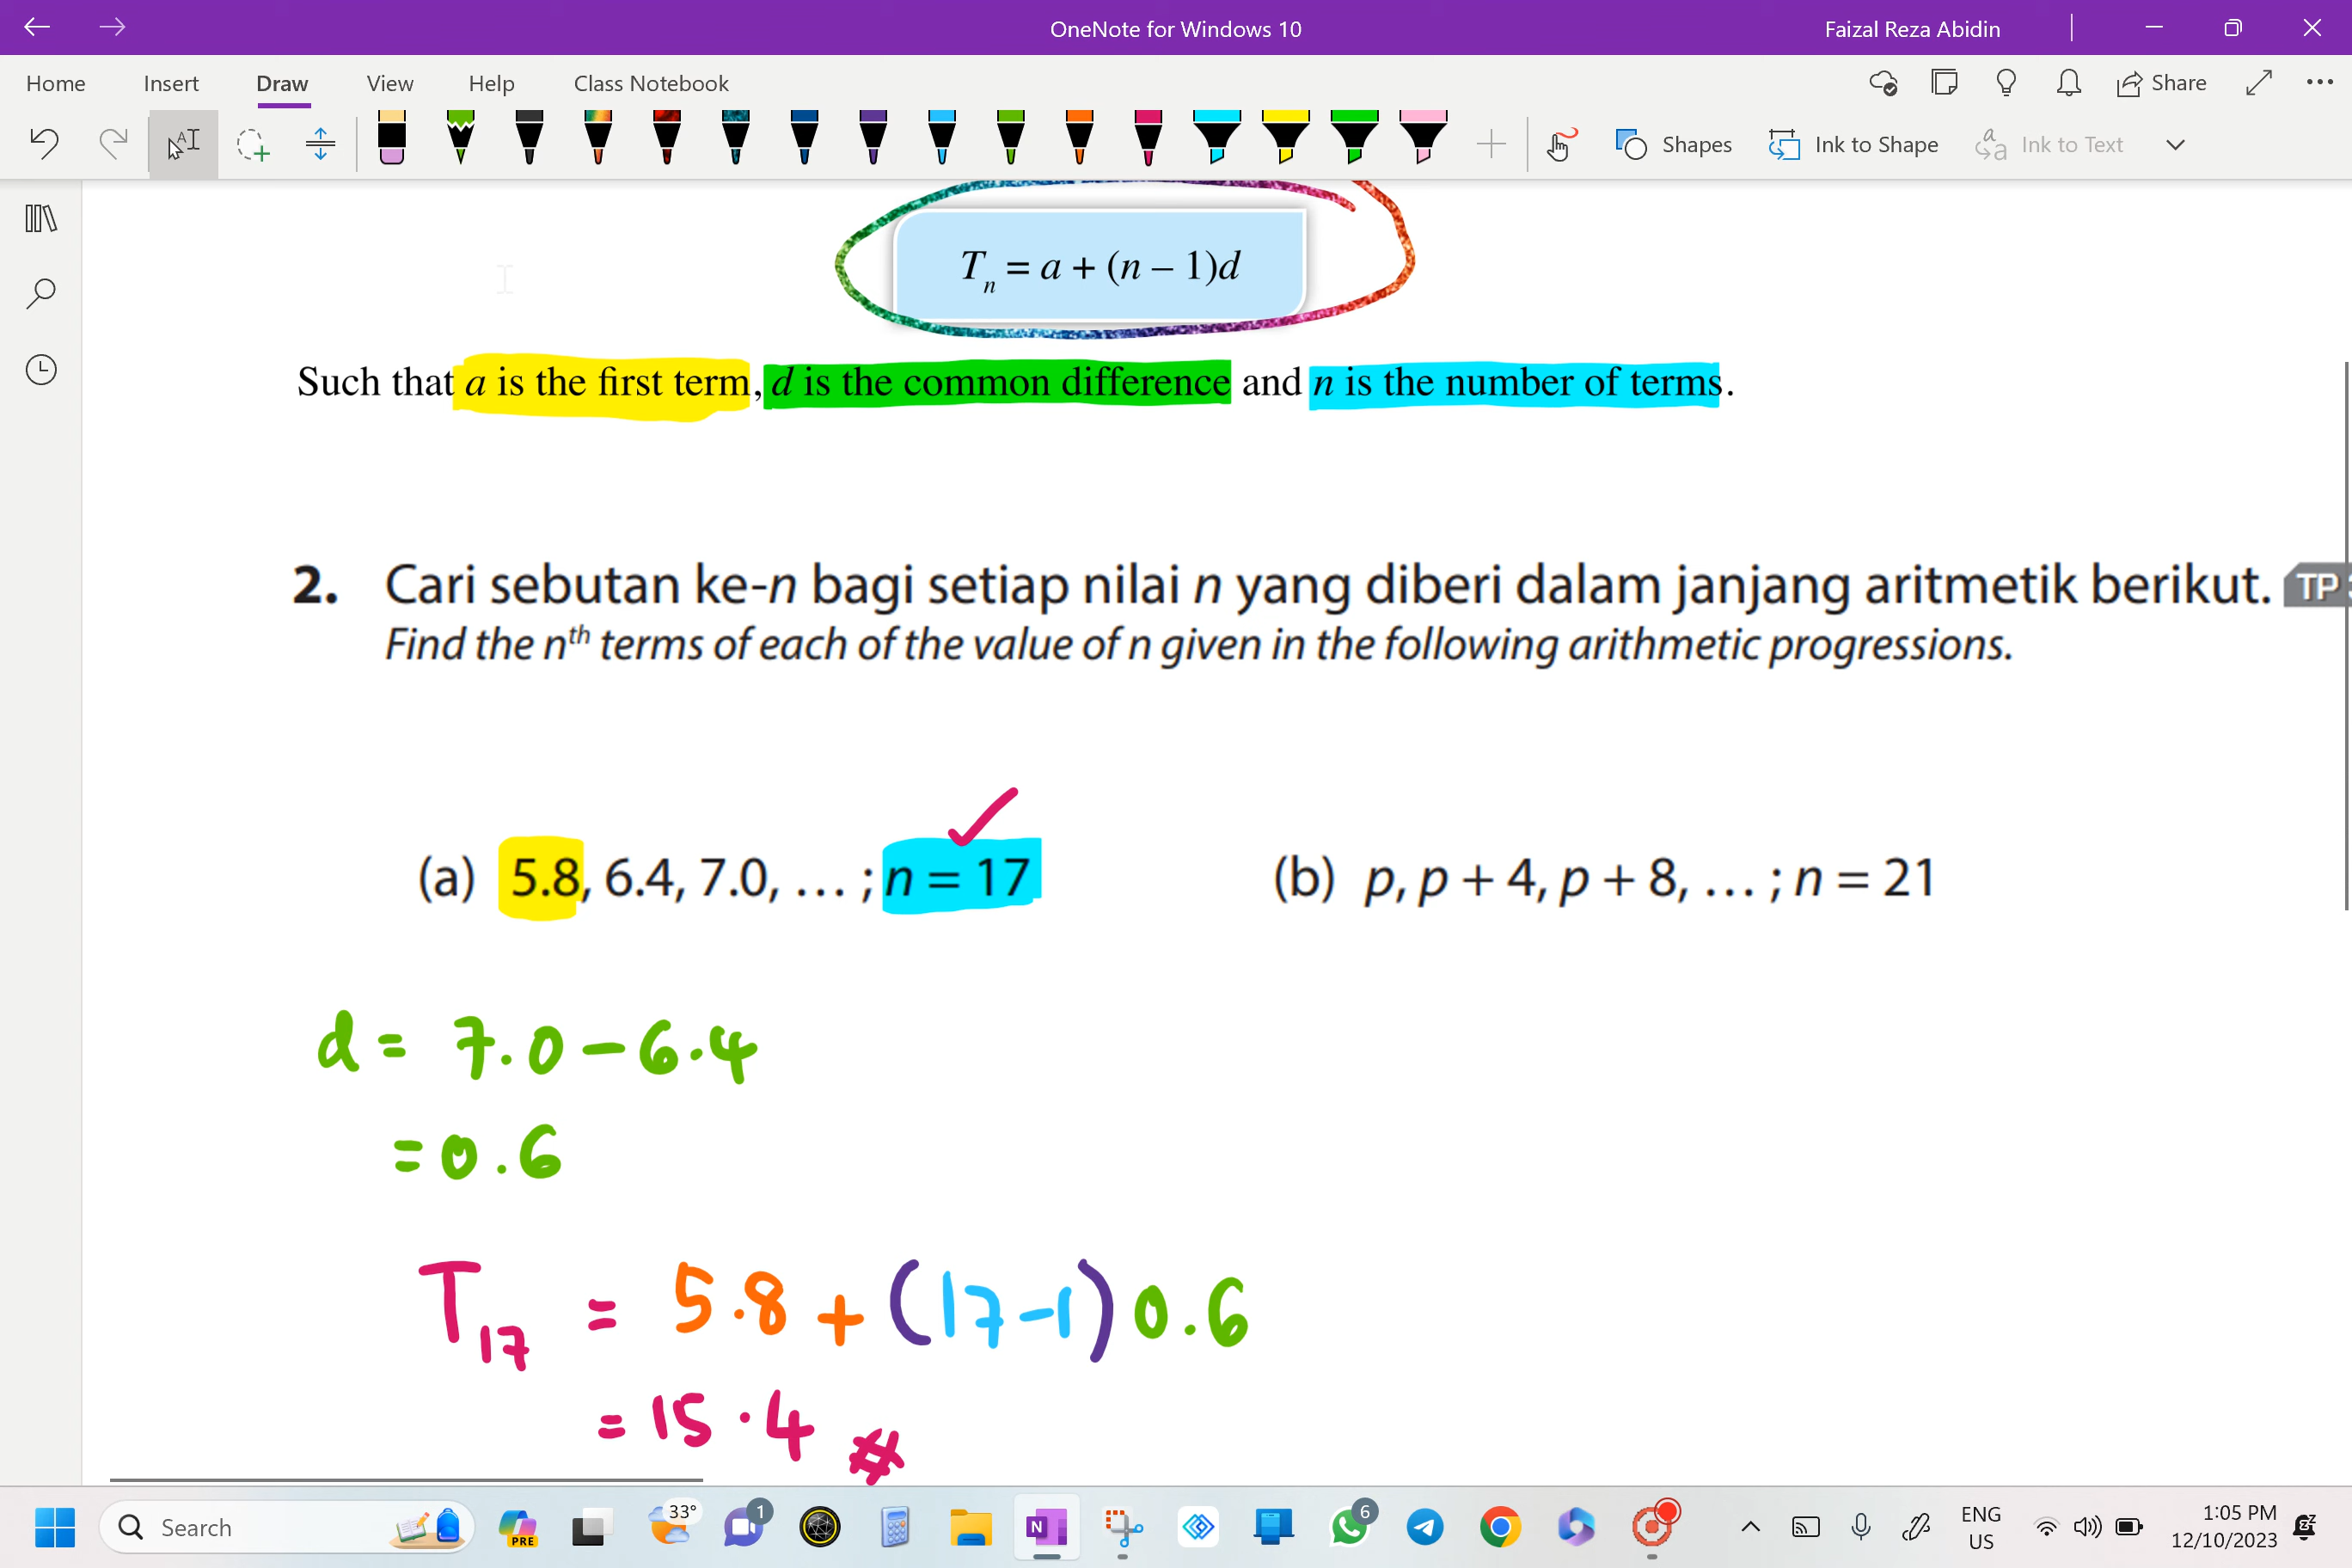 OneNote for Windows 10
Faizal Reza Abidin
Home Insert Draw View Help Class Notebook Share
Shapes Ink to Shape Ink to Text
Tn = a + (n – 1)d
Such that a is the first term, d is the common difference and n is the number of terms.
2. Cari sebutan ke-n bagi setiap nilai n yang diberi dalam janjang aritmetik berikut. TP 3
Find the nth terms of each of the value of n given in the following arithmetic progressions.
(a) 5.8, 6.4, 7.0, … ; n = 17
(b) p, p + 4, p + 8, … ; n = 21
d = 7.0 - 6.4
= 0.6
T17 = 5.8 + (17-1) 0.6
= 15.4 #
Search
PRE
33°
1
N
6
ENG
US
1:05 PM
12/10/2023